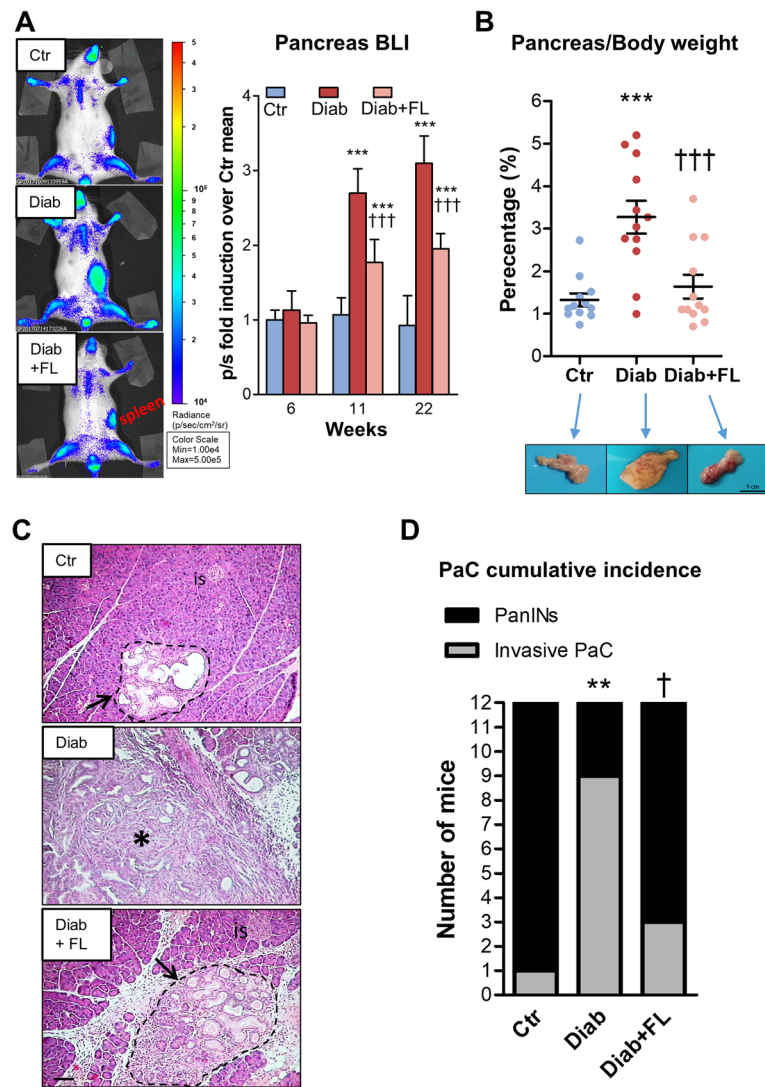 A
Ctr
GP20171009133959A
Diab
GP20170714173226A
Diab
+FL
spleen
5
4
3
2
10⁵
9
8
7
6
5
4
3
2
10⁴
Radiance
(p/sec/cm²/sr)
Color Scale
Min=1.00e4
Max=5.00e5
Pancreas BLI
Ctr
Diab
Diab+FL
p/s fold induction over Ctr mean
4
3
2
1
0
***
***
†††
***
***
†††
6
11
22
Weeks
B
Pancreas/Body weight
Perecentage (%)
6
5
4
3
2
1
0
***
†††
Ctr
Diab
Diab+FL
1 cm
C
Ctr
is
Diab
*
Diab
+ FL
is
D
PaC cumulative incidence
PanINs
Invasive PaC
Number of mice
12
11
10
9
8
7
6
5
4
3
2
1
0
**
†
Ctr
Diab
Diab+FL